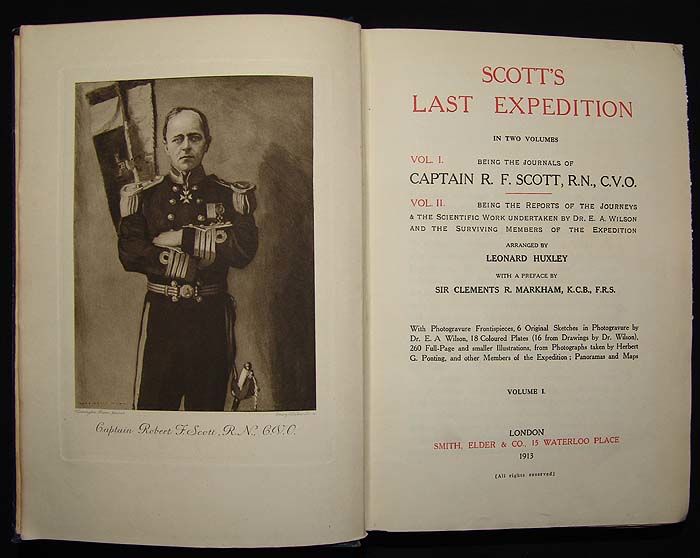 Captain Robert F. Scott, R.N., C.V.O.
SCOTT'S
LAST EXPEDITION
IN TWO VOLUMES
VOL. I. BEING THE JOURNALS OF
CAPTAIN R. F. SCOTT, R.N., C.V.O.
VOL. II. BEING THE REPORTS OF THE JOURNEYS
& THE SCIENTIFIC WORK UNDERTAKEN BY DR. E. A. WILSON
AND THE SURVIVING MEMBERS OF THE EXPEDITION
ARRANGED BY
LEONARD HUXLEY
WITH A PREFACE BY
SIR CLEMENTS R. MARKHAM, K.C.B., F.R.S.
With Photogravure Frontispieces, 6 Original Sketches in Photogravure by
Dr. E. A. Wilson, 18 Coloured Plates (16 from Drawings by Dr. Wilson),
260 Full-Page and smaller Illustrations, from Photographs taken by Herbert
G. Ponting, and other Members of the Expedition; Panoramas and Maps
VOLUME I.
LONDON
SMITH, ELDER & CO., 15 WATERLOO PLACE
1913
[All rights reserved]